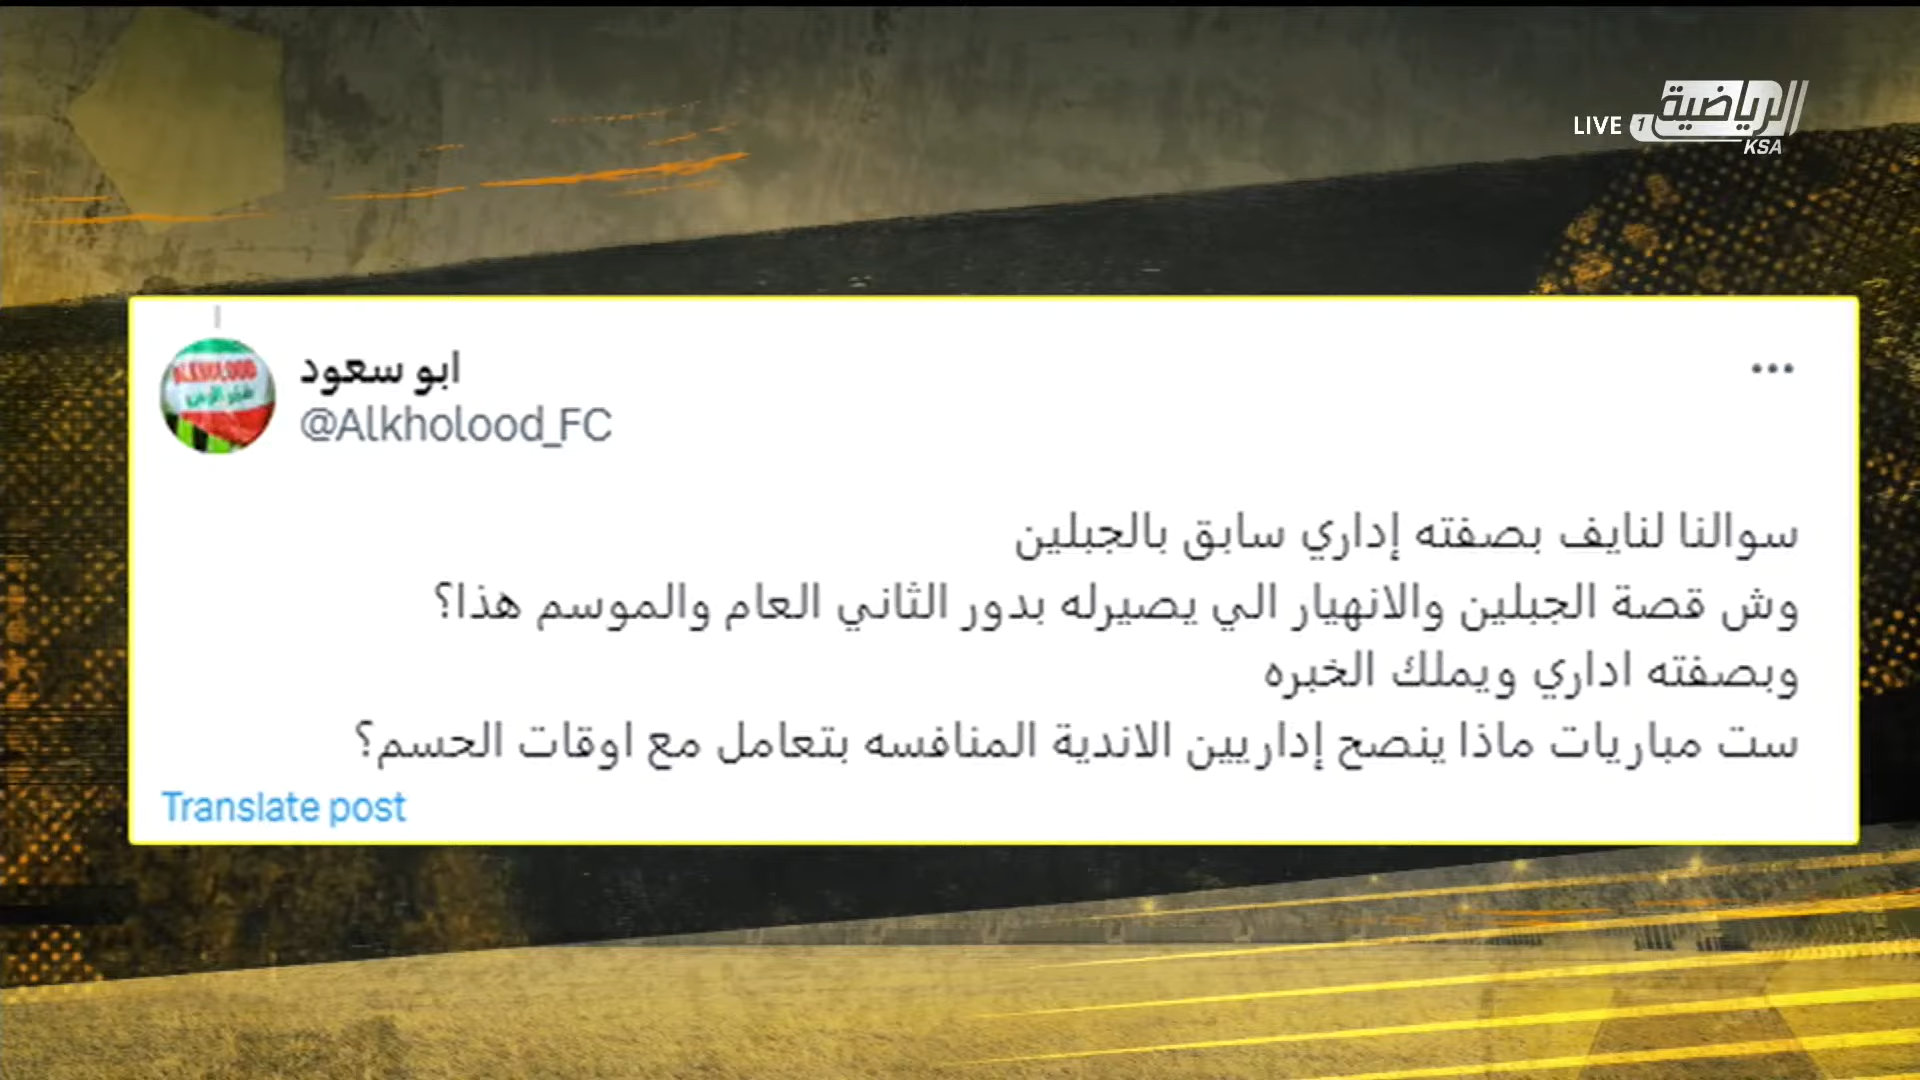 الرياضية
LIVE 1
KSA
ALKHOLOOD
ابو سعود
@Alkholood_FC
سوالنا لنايف بصفته إداري سابق بالجبلين
وش قصة الجبلين والانهيار الي يصيرله بدور الثاني العام والموسم هذا؟
وبصفته اداري ويملك الخبره
ست مباريات ماذا ينصح إداريين الاندية المنافسه بتعامل مع اوقات الحسم؟
Translate post